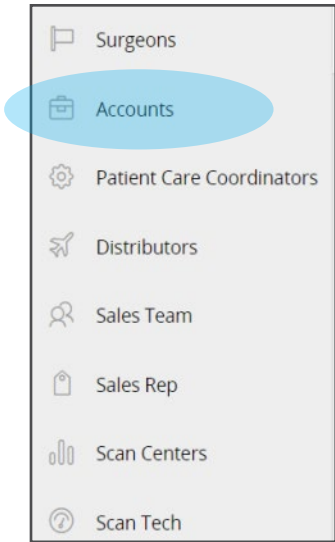 Surgeons
Accounts
Patient Care Coordinators
Distributors
Sales Team
Sales Rep
Scan Centers
Scan Tech